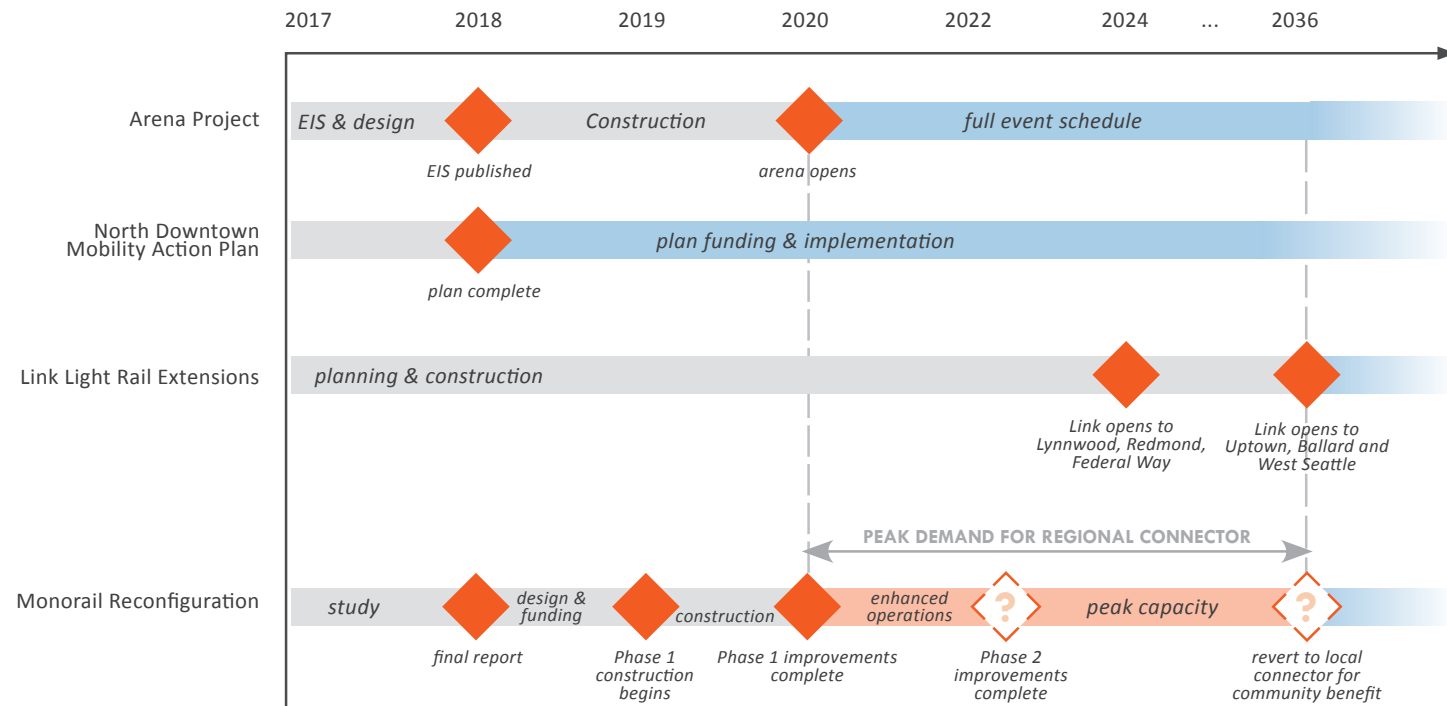 2017 2018 2019 2020 2022 2024 ... 2036
Arena Project
EIS & design
Construction
full event schedule
EIS published
arena opens
North Downtown
Mobility Action Plan
plan funding & implementation
plan complete
Link Light Rail Extensions
planning & construction
Link opens to
Lynnwood, Redmond,
Federal Way
Link opens to
Uptown, Ballard and
West Seattle
PEAK DEMAND FOR REGIONAL CONNECTOR
Monorail Reconfiguration
study
design &
funding
construction
enhanced
operations
?
peak capacity
?
final report
Phase 1
construction
begins
Phase 1 improvements
complete
Phase 2
improvements
complete
revert to local
connector for
community benefit